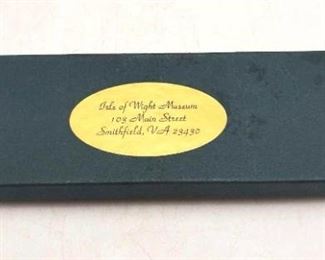 Isle of Wight Museum
103 Main Street
Smithfield, VA 23430